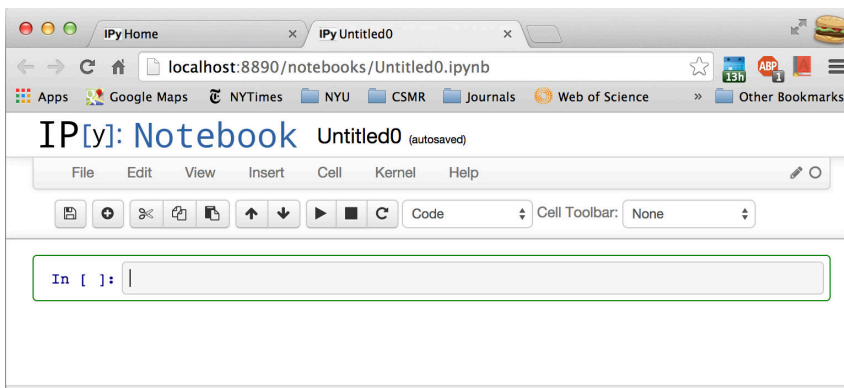 IPy Home × IPy Untitled0 ×
localhost:8890/notebooks/Untitled0.ipynb 13h ABP 1
Apps Google Maps NYTimes NYU CSMR Journals Web of Science » Other Bookmarks
IP[y]: Notebook Untitled0 (autosaved)
File Edit View Insert Cell Kernel Help
Code Cell Toolbar: None
In [ ]: